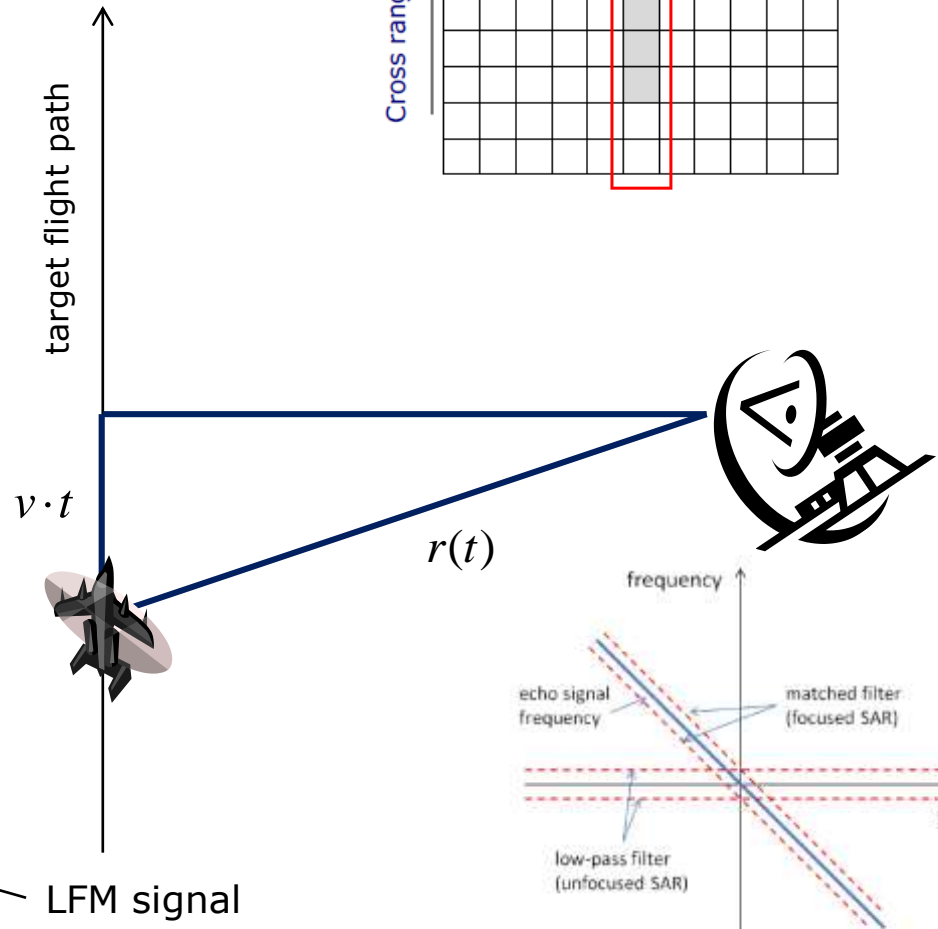 Cross rang
target flight path
v·t
r(t)
frequency
echo signal
frequency
matched filter
(focused SAR)
low-pass filter
(unfocused SAR)
LFM signal